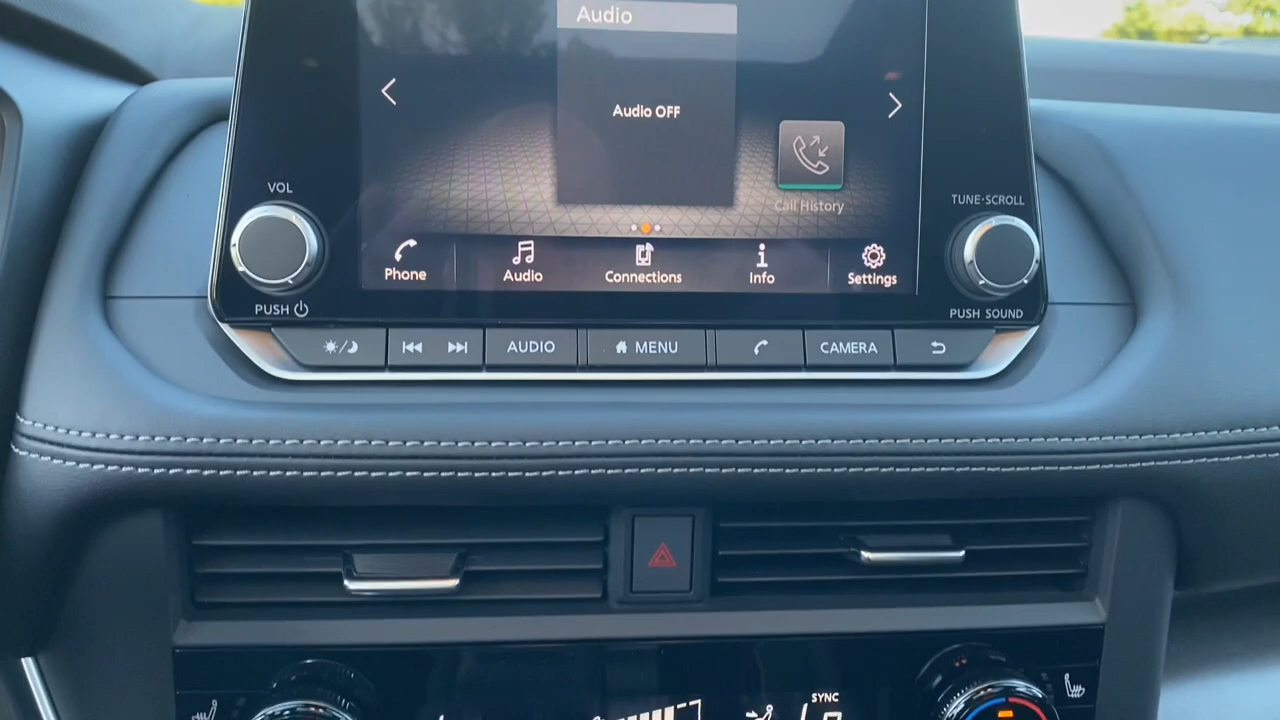 Audio
Audio OFF
Call History
VOL
TUNE·SCROLL
Phone
Audio
Connections
Info
Settings
PUSH
PUSH SOUND
AUDIO
MENU
CAMERA
SYNC